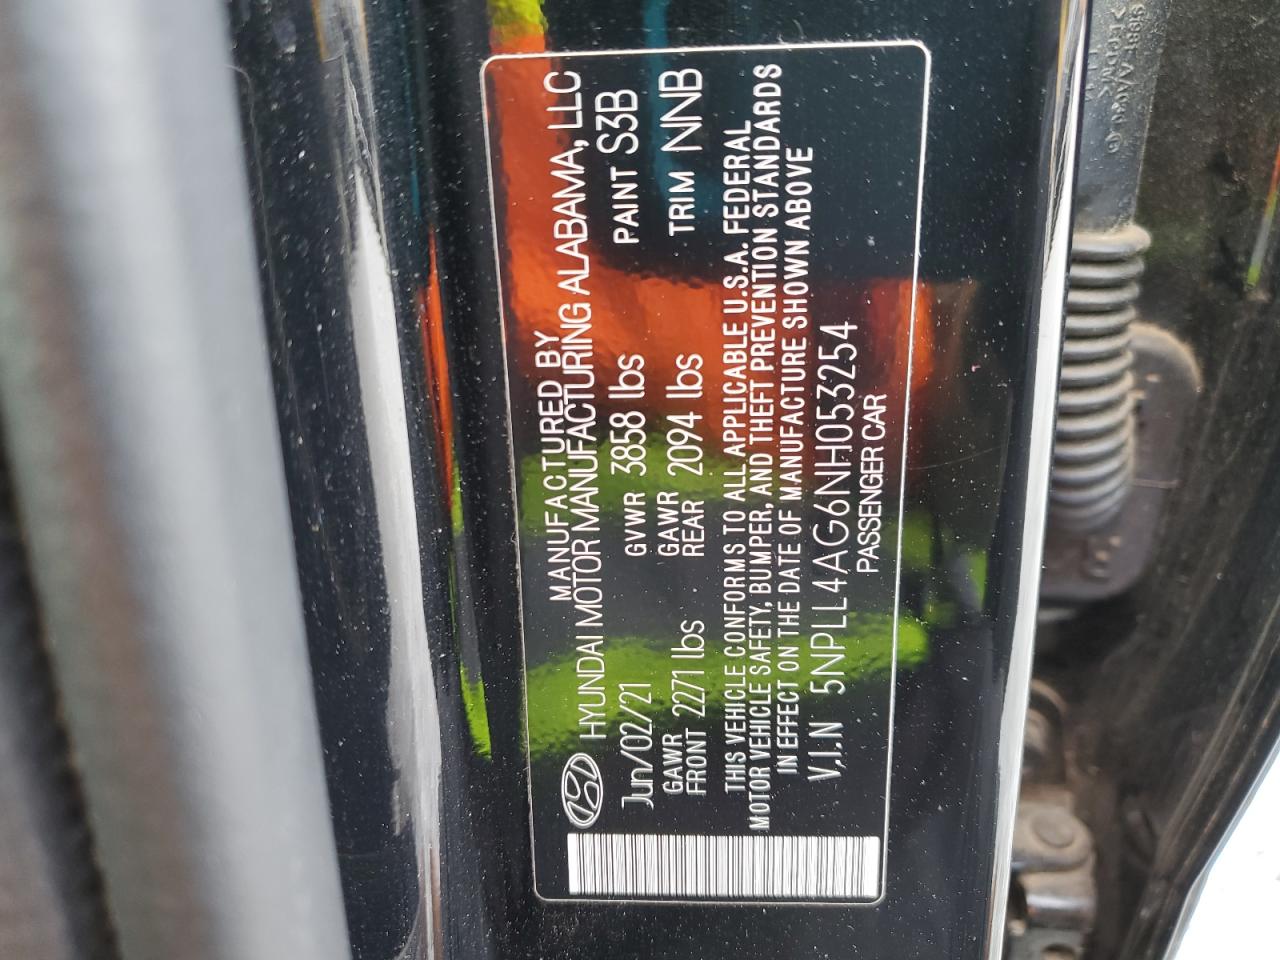 MANUFACTURED BY
HYUNDAI MOTOR MANUFACTURING ALABAMA, LLC
Jun/02/21 GVWR 3858 lbs PAINT S3B
GAWR FRONT 2271 lbs GAWR REAR 2094 lbs TRIM NNB
THIS VEHICLE CONFORMS TO ALL APPLICABLE U.S.A. FEDERAL
MOTOR VEHICLE SAFETY, BUMPER, AND THEFT PREVENTION STANDARDS
IN EFFECT ON THE DATE OF MANUFACTURE SHOWN ABOVE
V.I.N 5NPLL4AG6NH053254
PASSENGER CAR